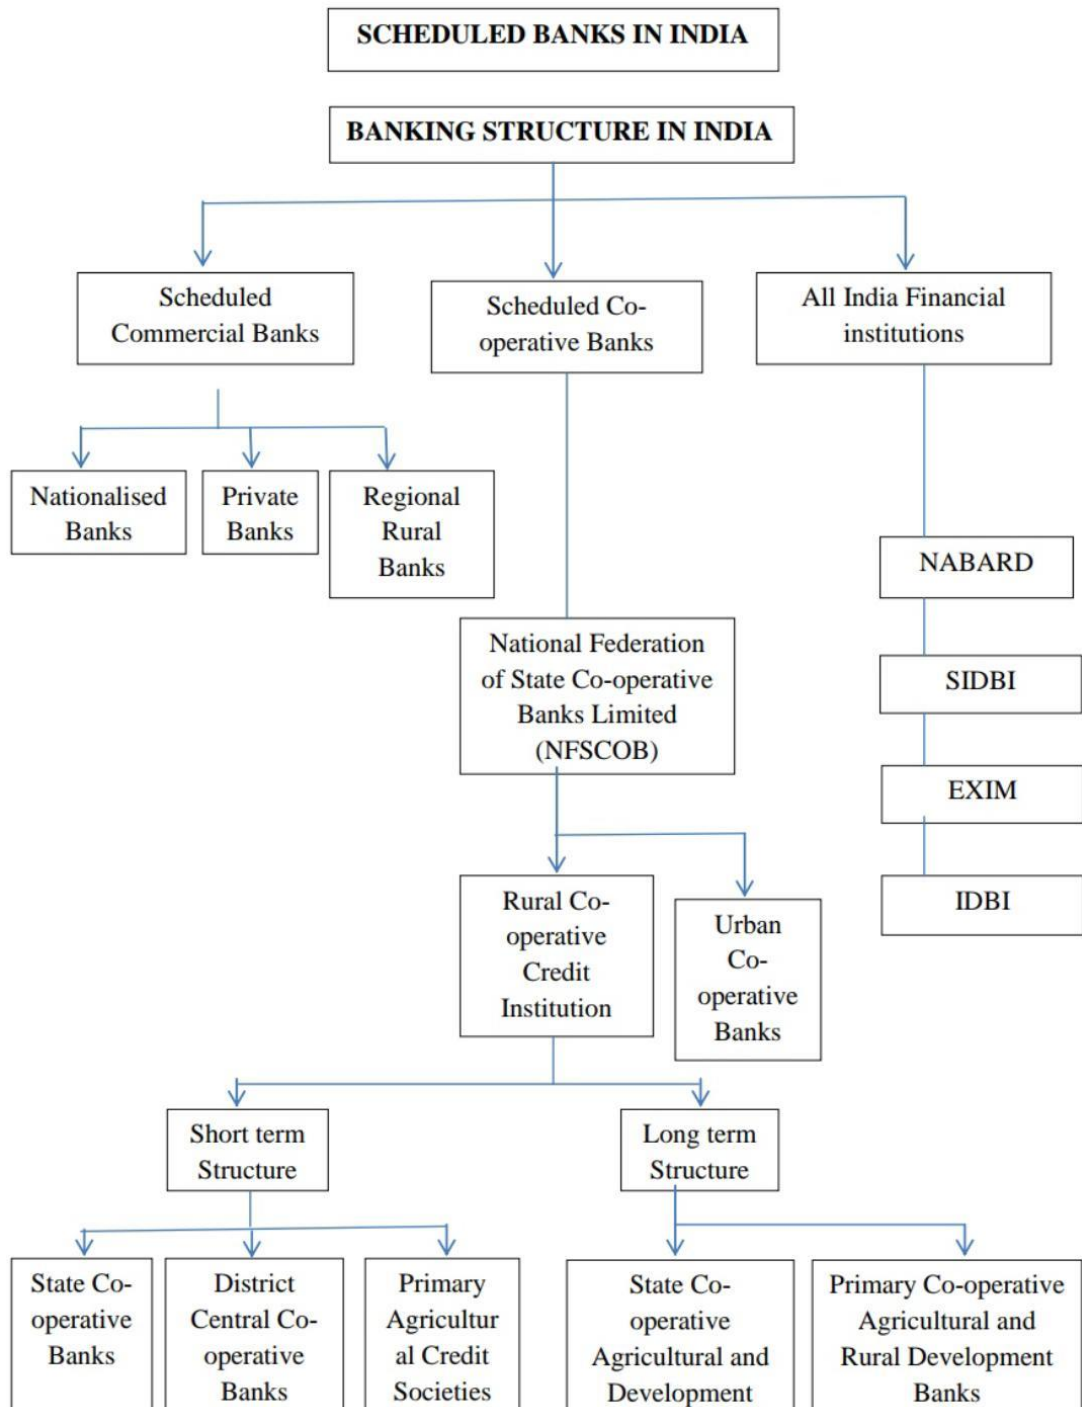 SCHEDULED BANKS IN INDIA
BANKING STRUCTURE IN INDIA
Scheduled
Commercial Banks
Scheduled Co-
operative Banks
All India Financial
institutions
Nationalised
Banks
Private
Banks
Regional
Rural
Banks
NABARD
SIDBI
EXIM
IDBI
National Federation
of State Co-operative
Banks Limited
(NFSCOB)
Rural Co-
operative
Credit
Institution
Urban
Co-
operative
Banks
Short term
Structure
Long term
Structure
State Co-
operative
Banks
District
Central Co-
operative
Banks
Primary
Agricultur
al Credit
Societies
State Co-
operative
Agricultural and
Development
Primary Co-operative
Agricultural and
Rural Development
Banks